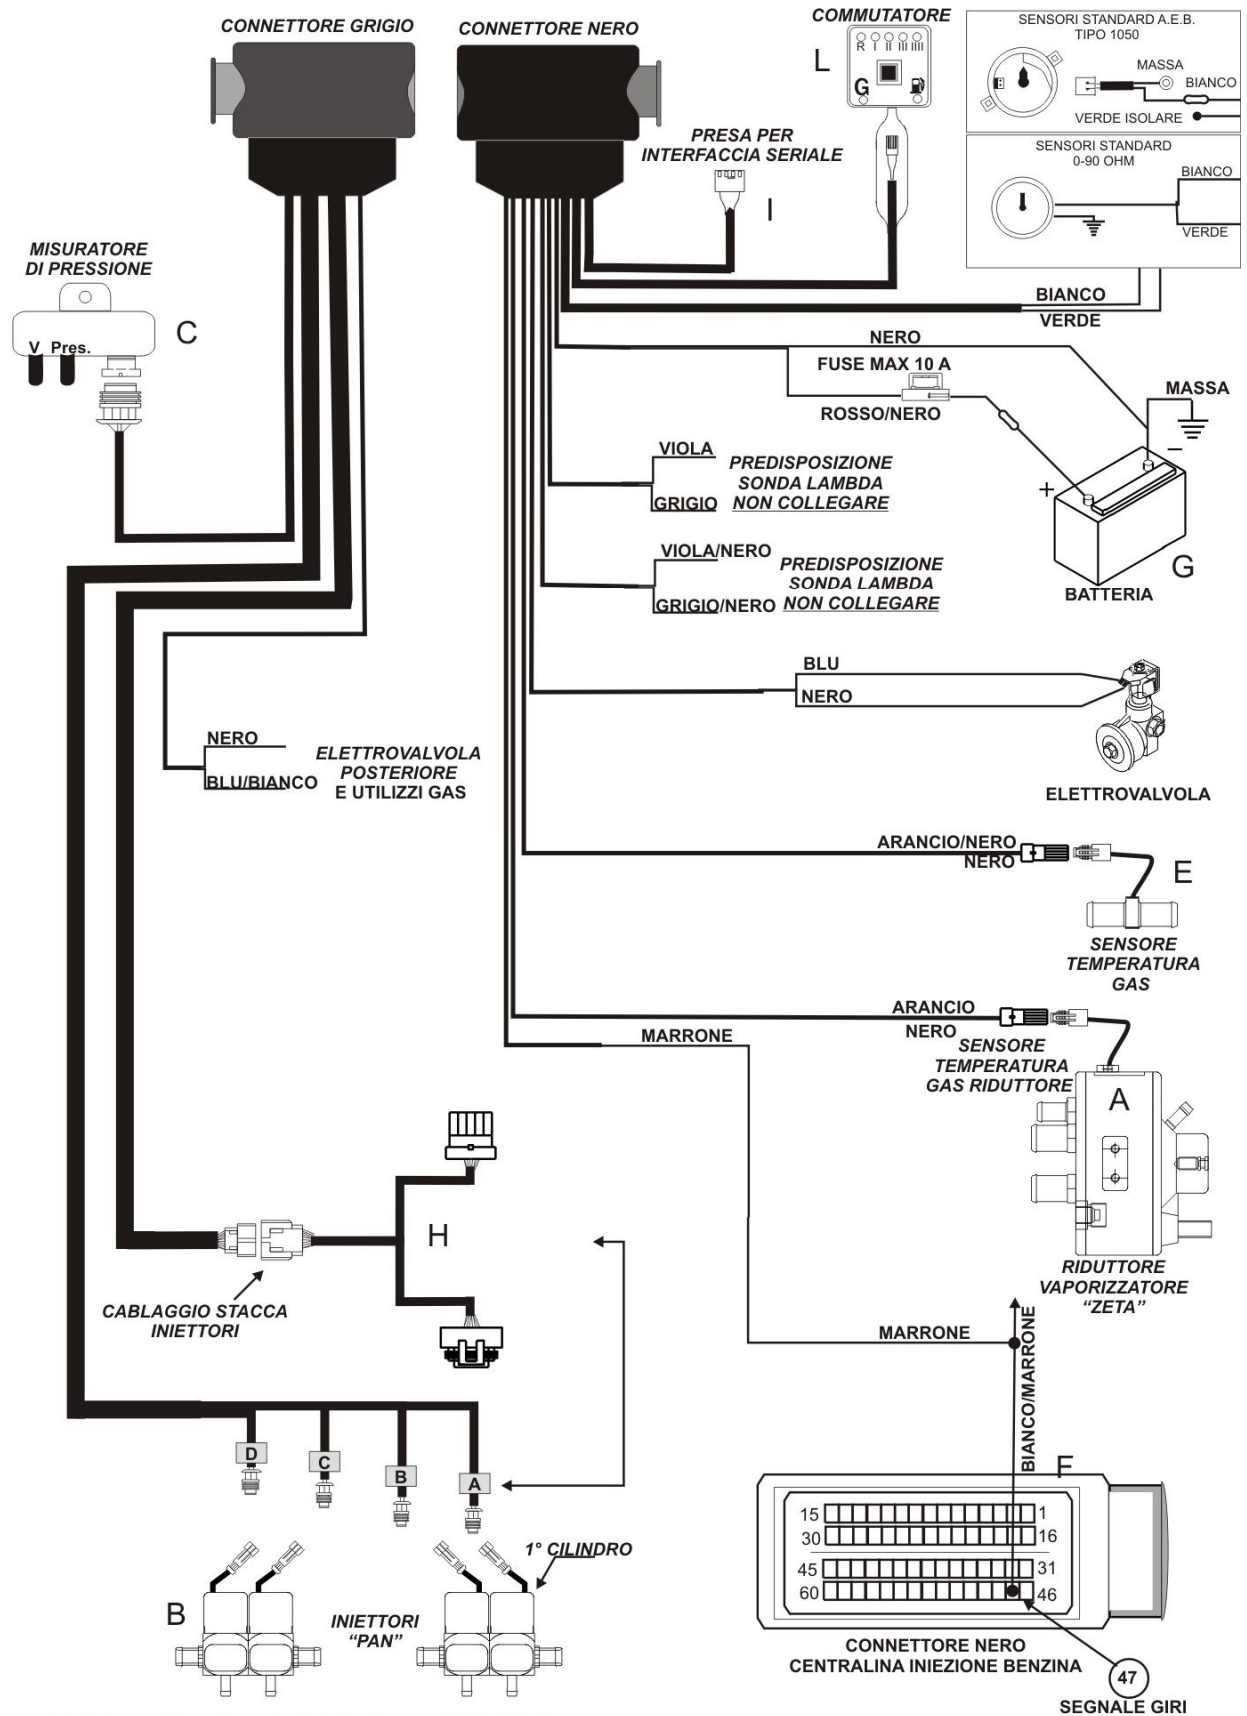 CONNETTORE GRIGIO
CONNETTORE NERO
COMMUTATORE
L
R I II III IIII
G
SENSORI STANDARD A.E.B.
TIPO 1050
MASSA
BIANCO
VERDE ISOLARE
SENSORI STANDARD
0-90 OHM
BIANCO
VERDE
PRESA PER
INTERFACCIA SERIALE
I
MISURATORE
DI PRESSIONE
C
V Pres.
BIANCO
VERDE
NERO
FUSE MAX 10 A
ROSSO/NERO
MASSA
+
−
G
BATTERIA
VIOLA
GRIGIO
PREDISPOSIZIONE
SONDA LAMBDA
NON COLLEGARE
VIOLA/NERO
GRIGIO/NERO
PREDISPOSIZIONE
SONDA LAMBDA
NON COLLEGARE
BLU
NERO
ELETTROVALVOLA
NERO
BLU/BIANCO
ELETTROVALVOLA
POSTERIORE
E UTILIZZI GAS
ARANCIO/NERO
NERO
E
SENSORE
TEMPERATURA
GAS
ARANCIO
NERO
MARRONE
SENSORE
TEMPERATURA
GAS RIDUTTORE
A
RIDUTTORE
VAPORIZZATORE
“ZETA”
H
CABLAGGIO STACCA
INIETTORI
MARRONE
BIANCO/MARRONE
D
C
B
A
F
15
1
30
16
45
31
60
46
1° CILINDRO
B
INIETTORI
“PAN”
CONNETTORE NERO
CENTRALINA INIEZIONE BENZINA
47
SEGNALE GIRI